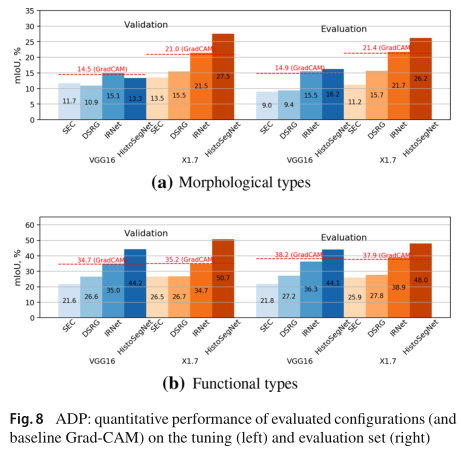 35
30
25
20
15
10
5
0
mIoU, %
Validation
Evaluation
14.5 (GradCAM)
21.0 (GradCAM)
14.9 (GradCAM)
21.4 (GradCAM)
11.7 10.9 15.1 13.3 13.5 15.5 21.5 27.5 9.0 9.4 15.5 16.2 11.2 15.7 21.7 26.2
SEC DSRG IRNet HistoSegNet SEC DSRG IRNet HistoSegNet SEC DSRG IRNet HistoSegNet SEC DSRG IRNet HistoSegNet
VGG16 X1.7 VGG16 X1.7
(a) Morphological types
60
50
40
30
20
10
0
mIoU, %
Validation
Evaluation
34.7 (GradCAM)
35.2 (GradCAM)
38.2 (GradCAM)
37.9 (GradCAM)
21.6 26.6 35.0 44.2 26.5 26.7 34.7 50.7 21.8 27.2 36.3 44.1 25.9 27.8 38.9 48.0
SEC DSRG IRNet HistoSegNet SEC DSRG IRNet HistoSegNet SEC DSRG IRNet HistoSegNet SEC DSRG IRNet HistoSegNet
VGG16 X1.7 VGG16 X1.7
(b) Functional types
Fig. 8 ADP: quantitative performance of evaluated configurations (and
baseline Grad-CAM) on the tuning (left) and evaluation set (right)